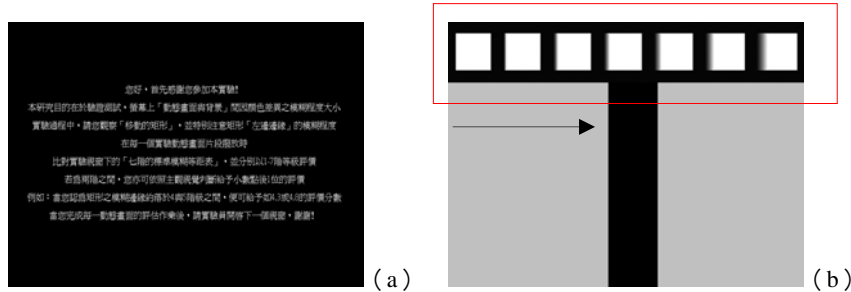 您好，首先感謝您參加本實驗!
本研究目的在於驗證測試，螢幕上「動態畫面與背景」間因顏色差異之模糊程度大小
實驗過程中，請您觀察「移動的矩形」，並特別注意矩形「左邊邊緣」的模糊程度
在每一個實驗動態畫面片段播放時
比對實驗視窗下的「七階的標準模糊等距表」，並分別以1-7階等級評價
若為兩階之間，您亦可依照主觀視覺判斷給予小數點後1位的評價
例如：當您認為矩形之模糊邊緣約落於4與5階級之間，便可給予如4.3或4.8的評價分數
當您完成每一動態畫面的評估作業後，請實驗員開啓下一個視窗，謝謝!
（a）
（b）